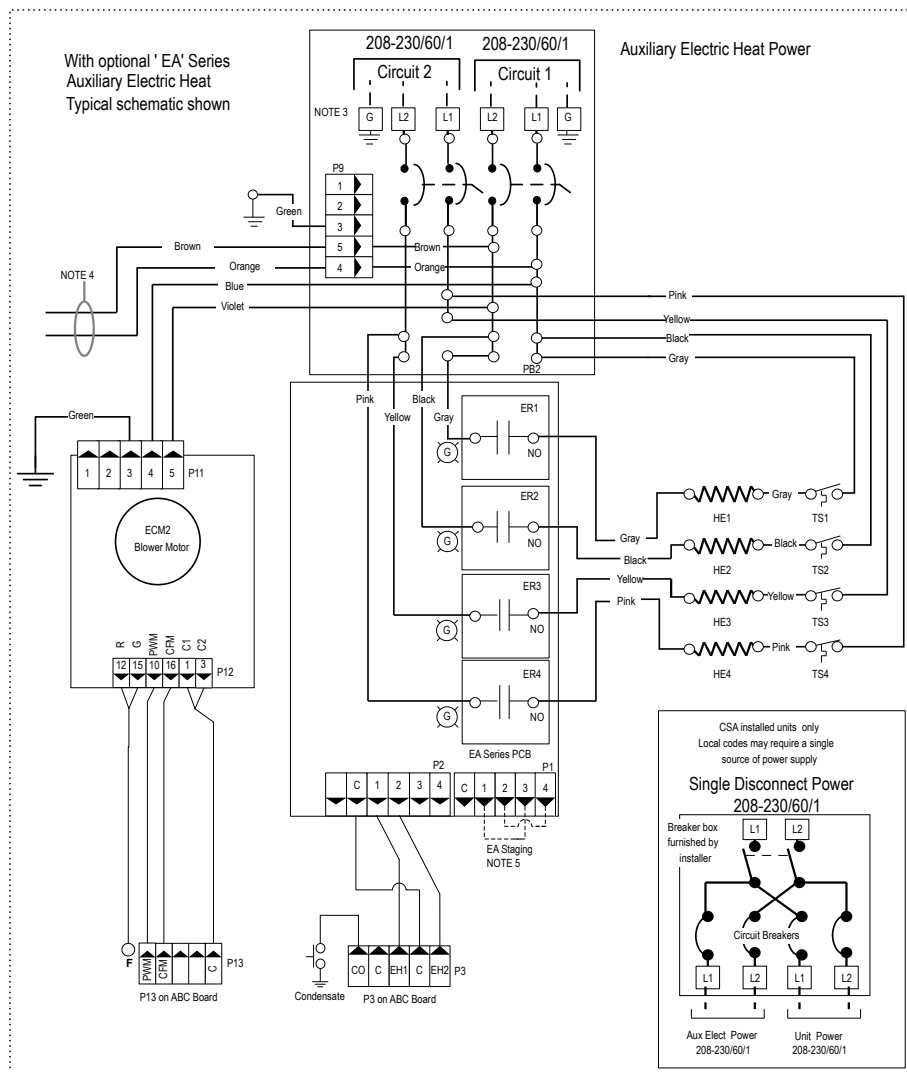 With optional ' EA' Series
Auxiliary Electric Heat
Typical schematic shown
208-230/60/1 208-230/60/1
Circuit 2 Circuit 1
Auxiliary Electric Heat Power
NOTE 3 G L2 L1 L2 L1 G
P9
1
2
3
5
4
Green
Brown
Brown
Orange
Orange
NOTE 4
Blue
Violet
Pink
Yellow
Black
Gray
PB2
Pink
Yellow
Black
Gray
Green
1 2 3 4 5 P11
ECM2
Blower Motor
R G PWM CFM C1 C2
12 15 10 16 1 3 P12
ER1
G
NO
ER2
G
NO
ER3
G
NO
ER4
G
NO
EA Series PCB
Gray
Black
Yellow
Pink
Gray
HE1 TS1
Black
HE2 TS2
Yellow
HE3 TS3
Pink
HE4 TS4
P2
C 1 2 3 4
P1
C 1 2 3 4
EA Staging
NOTE 5
F
PWM CFM C P13
P13 on ABC Board
Condensate
CO C EH1 C EH2 P3
P3 on ABC Board
CSA installed units only
Local codes may require a single
source of power supply
Single Disconnect Power
208-230/60/1
Breaker box
furnished by
installer
L1 L2
Circuit Breakers
L1 L2 L1 L2
Aux Elect Power
208-230/60/1
Unit Power
208-230/60/1